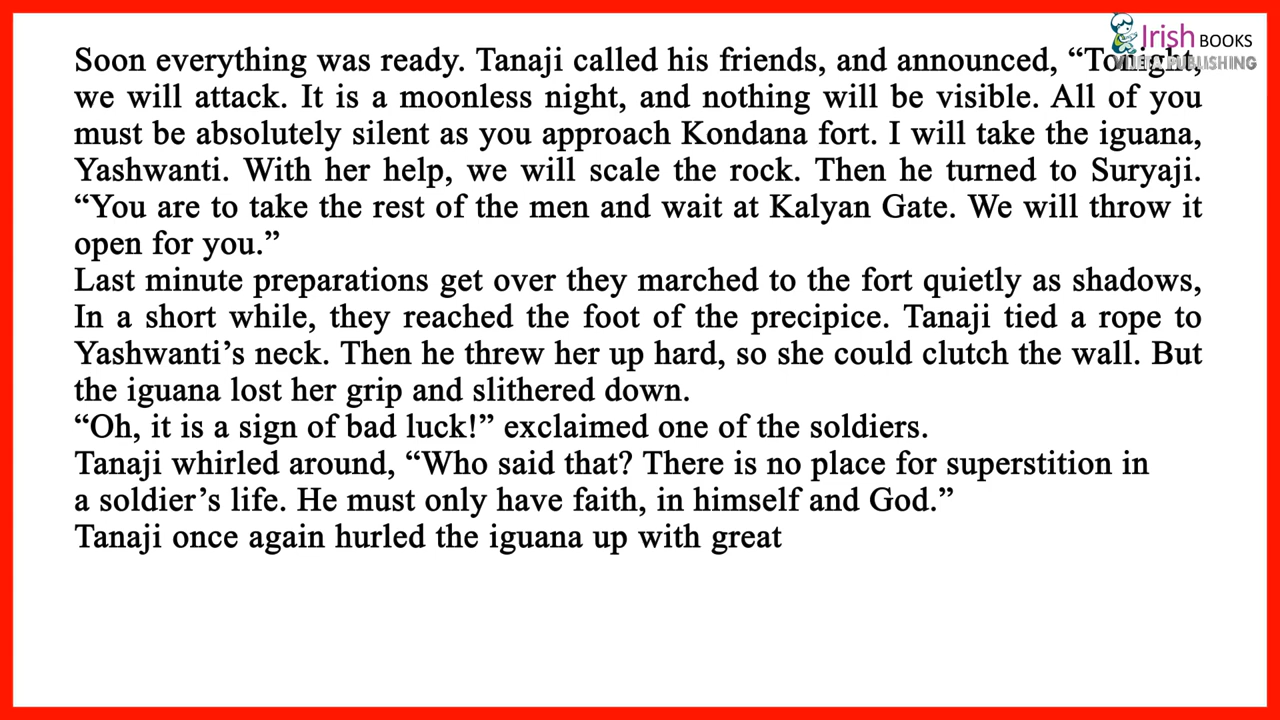 Irish BOOKS
VIJETA PUBLISHING
Soon everything was ready. Tanaji called his friends, and announced, “Tonight,
we will attack. It is a moonless night, and nothing will be visible. All of you
must be absolutely silent as you approach Kondana fort. I will take the iguana,
Yashwanti. With her help, we will scale the rock. Then he turned to Suryaji.
“You are to take the rest of the men and wait at Kalyan Gate. We will throw it
open for you.”
Last minute preparations get over they marched to the fort quietly as shadows,
In a short while, they reached the foot of the precipice. Tanaji tied a rope to
Yashwanti’s neck. Then he threw her up hard, so she could clutch the wall. But
the iguana lost her grip and slithered down.
“Oh, it is a sign of bad luck!” exclaimed one of the soldiers.
Tanaji whirled around, “Who said that? There is no place for superstition in
a soldier’s life. He must only have faith, in himself and God.”
Tanaji once again hurled the iguana up with great